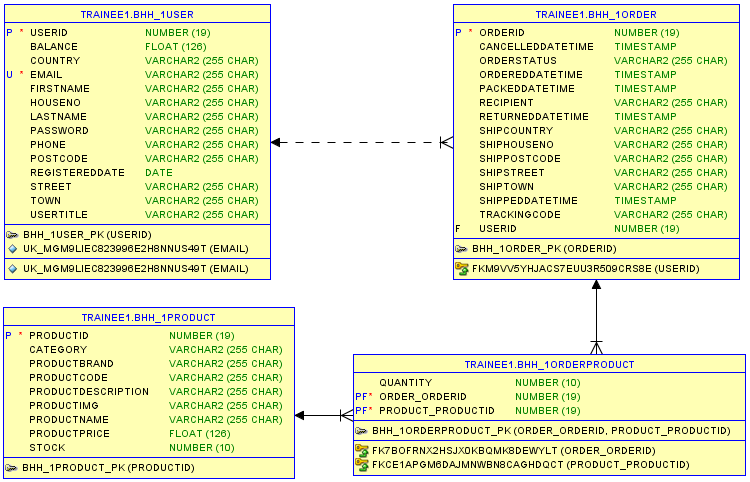 TRAINEE1.BHH_1USER
P * USERID NUMBER (19)
BALANCE FLOAT (126)
COUNTRY VARCHAR2 (255 CHAR)
U * EMAIL VARCHAR2 (255 CHAR)
FIRSTNAME VARCHAR2 (255 CHAR)
HOUSENO VARCHAR2 (255 CHAR)
LASTNAME VARCHAR2 (255 CHAR)
PASSWORD VARCHAR2 (255 CHAR)
PHONE VARCHAR2 (255 CHAR)
POSTCODE VARCHAR2 (255 CHAR)
REGISTEREDDATE DATE
STREET VARCHAR2 (255 CHAR)
TOWN VARCHAR2 (255 CHAR)
USERTITLE VARCHAR2 (255 CHAR)
BHH_1USER_PK (USERID)
UK_MGM9LIEC823996E2H8NNUS49T (EMAIL)
UK_MGM9LIEC823996E2H8NNUS49T (EMAIL)
TRAINEE1.BHH_1ORDER
P * ORDERID NUMBER (19)
CANCELLEDDATETIME TIMESTAMP
ORDERSTATUS VARCHAR2 (255 CHAR)
ORDEREDDATETIME TIMESTAMP
PACKEDDATETIME TIMESTAMP
RECIPIENT VARCHAR2 (255 CHAR)
RETURNEDDATETIME TIMESTAMP
SHIPCOUNTRY VARCHAR2 (255 CHAR)
SHIPHOUSENO VARCHAR2 (255 CHAR)
SHIPPOSTCODE VARCHAR2 (255 CHAR)
SHIPSTREET VARCHAR2 (255 CHAR)
SHIPTOWN VARCHAR2 (255 CHAR)
SHIPPEDDATETIME TIMESTAMP
TRACKINGCODE VARCHAR2 (255 CHAR)
F USERID NUMBER (19)
BHH_1ORDER_PK (ORDERID)
FKM9VV5YHJACS7EUU3R509CRS8E (USERID)
TRAINEE1.BHH_1PRODUCT
P * PRODUCTID NUMBER (19)
CATEGORY VARCHAR2 (255 CHAR)
PRODUCTBRAND VARCHAR2 (255 CHAR)
PRODUCTCODE VARCHAR2 (255 CHAR)
PRODUCTDESCRIPTION VARCHAR2 (255 CHAR)
PRODUCTIMG VARCHAR2 (255 CHAR)
PRODUCTNAME VARCHAR2 (255 CHAR)
PRODUCTPRICE FLOAT (126)
STOCK NUMBER (10)
BHH_1PRODUCT_PK (PRODUCTID)
TRAINEE1.BHH_1ORDERPRODUCT
QUANTITY NUMBER (10)
PF* ORDER_ORDERID NUMBER (19)
PF* PRODUCT_PRODUCTID NUMBER (19)
BHH_1ORDERPRODUCT_PK (ORDER_ORDERID, PRODUCT_PRODUCTID)
FK7BOFRNX2HSJX0KBQMK8DEWYLT (ORDER_ORDERID)
FKCE1APGM6DAJMNWBN8CAGHDQCT (PRODUCT_PRODUCTID)